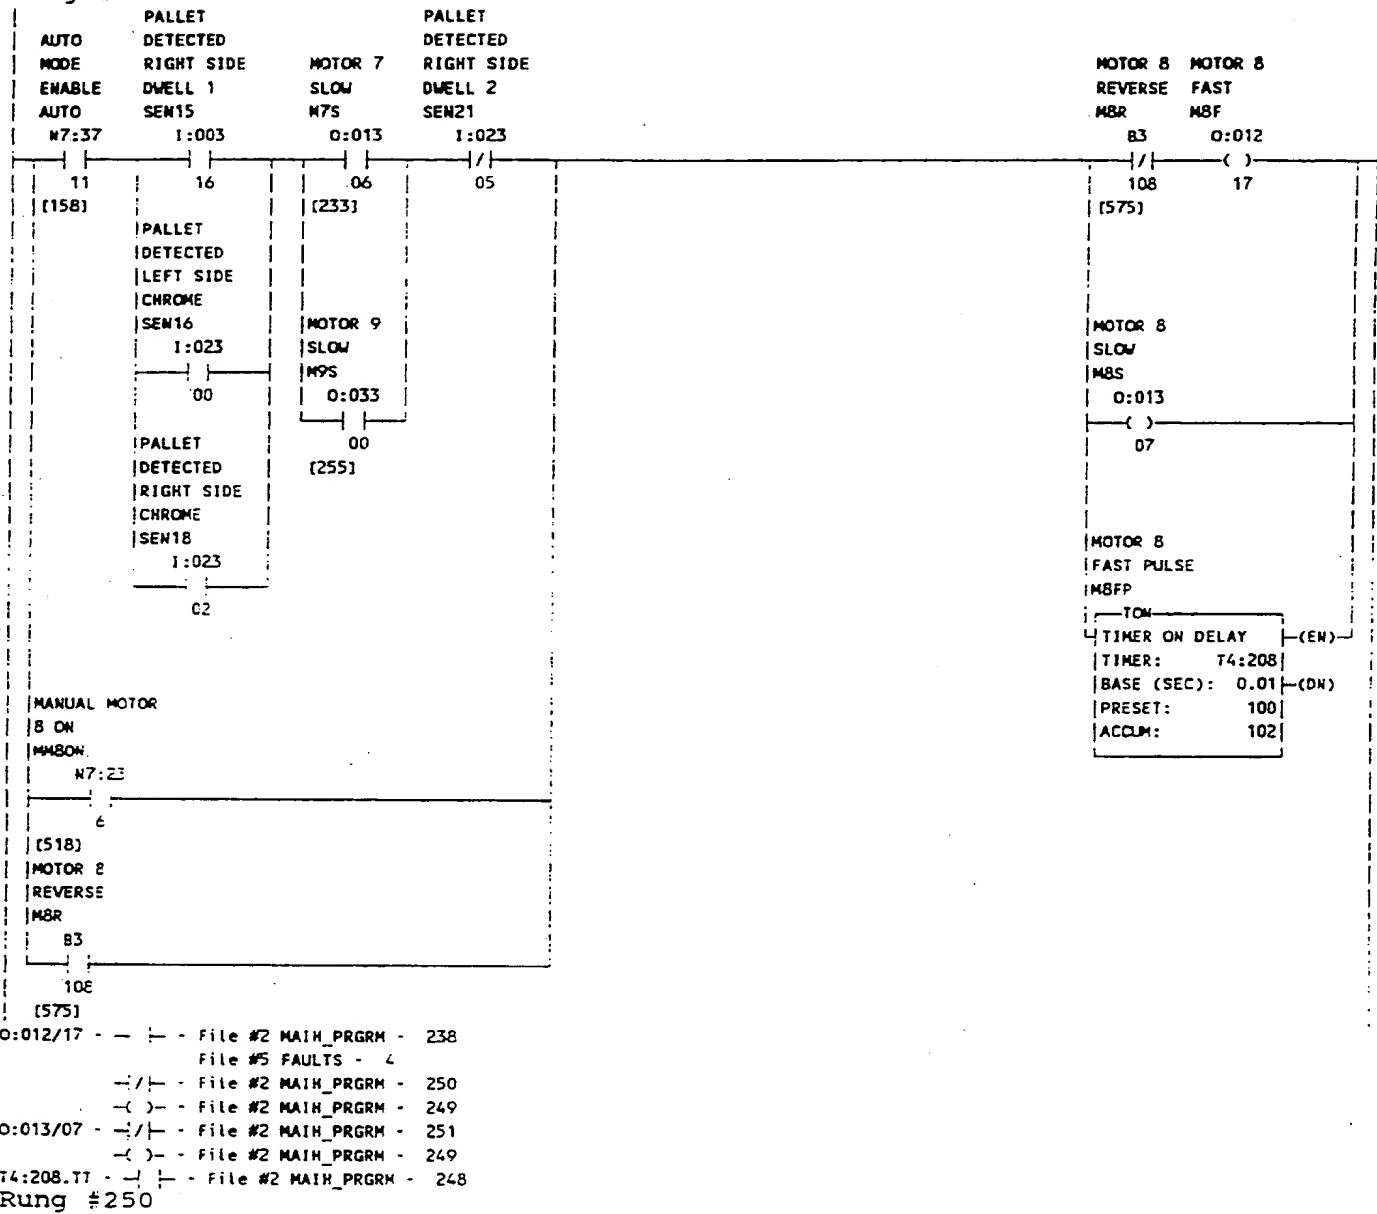 PALLET PALLET
AUTO DETECTED DETECTED
MODE RIGHT SIDE MOTOR 7 RIGHT SIDE MOTOR 8 MOTOR 8
ENABLE DWELL 1 SLOW DWELL 2 REVERSE FAST
AUTO SEN15 M7S SEN21 M8R M8F
N7:37 I:003 O:013 I:023 B3 O:012
11 16 06 05 108 17
[158] [233] [575]
PALLET
DETECTED
LEFT SIDE
CHROME
SEN16 MOTOR 9 MOTOR 8
I:023 SLOW SLOW
M9S M8S
00 O:033 O:013
PALLET 00 07
DETECTED [255]
RIGHT SIDE
CHROME
SEN18 MOTOR 8
I:023 FAST PULSE
M8FP
02 TON
TIMER ON DELAY (EN)
TIMER: T4:208
BASE (SEC): 0.01 (DN)
MANUAL MOTOR PRESET: 100
8 ON ACCUM: 102
MM8ON
N7:23
6
[518]
MOTOR 8
REVERSE
M8R
B3
108
[575]
O:012/17 - — ├— - File #2 MAIN_PRGRM - 238
File #5 FAULTS - 4
—┤/├— - File #2 MAIN_PRGRM - 250
—( )— - File #2 MAIN_PRGRM - 249
O:013/07 - —┤/├— - File #2 MAIN_PRGRM - 251
—( )— - File #2 MAIN_PRGRM - 249
T4:208.TT - —┤ ├— - File #2 MAIN_PRGRM - 248
Rung #250